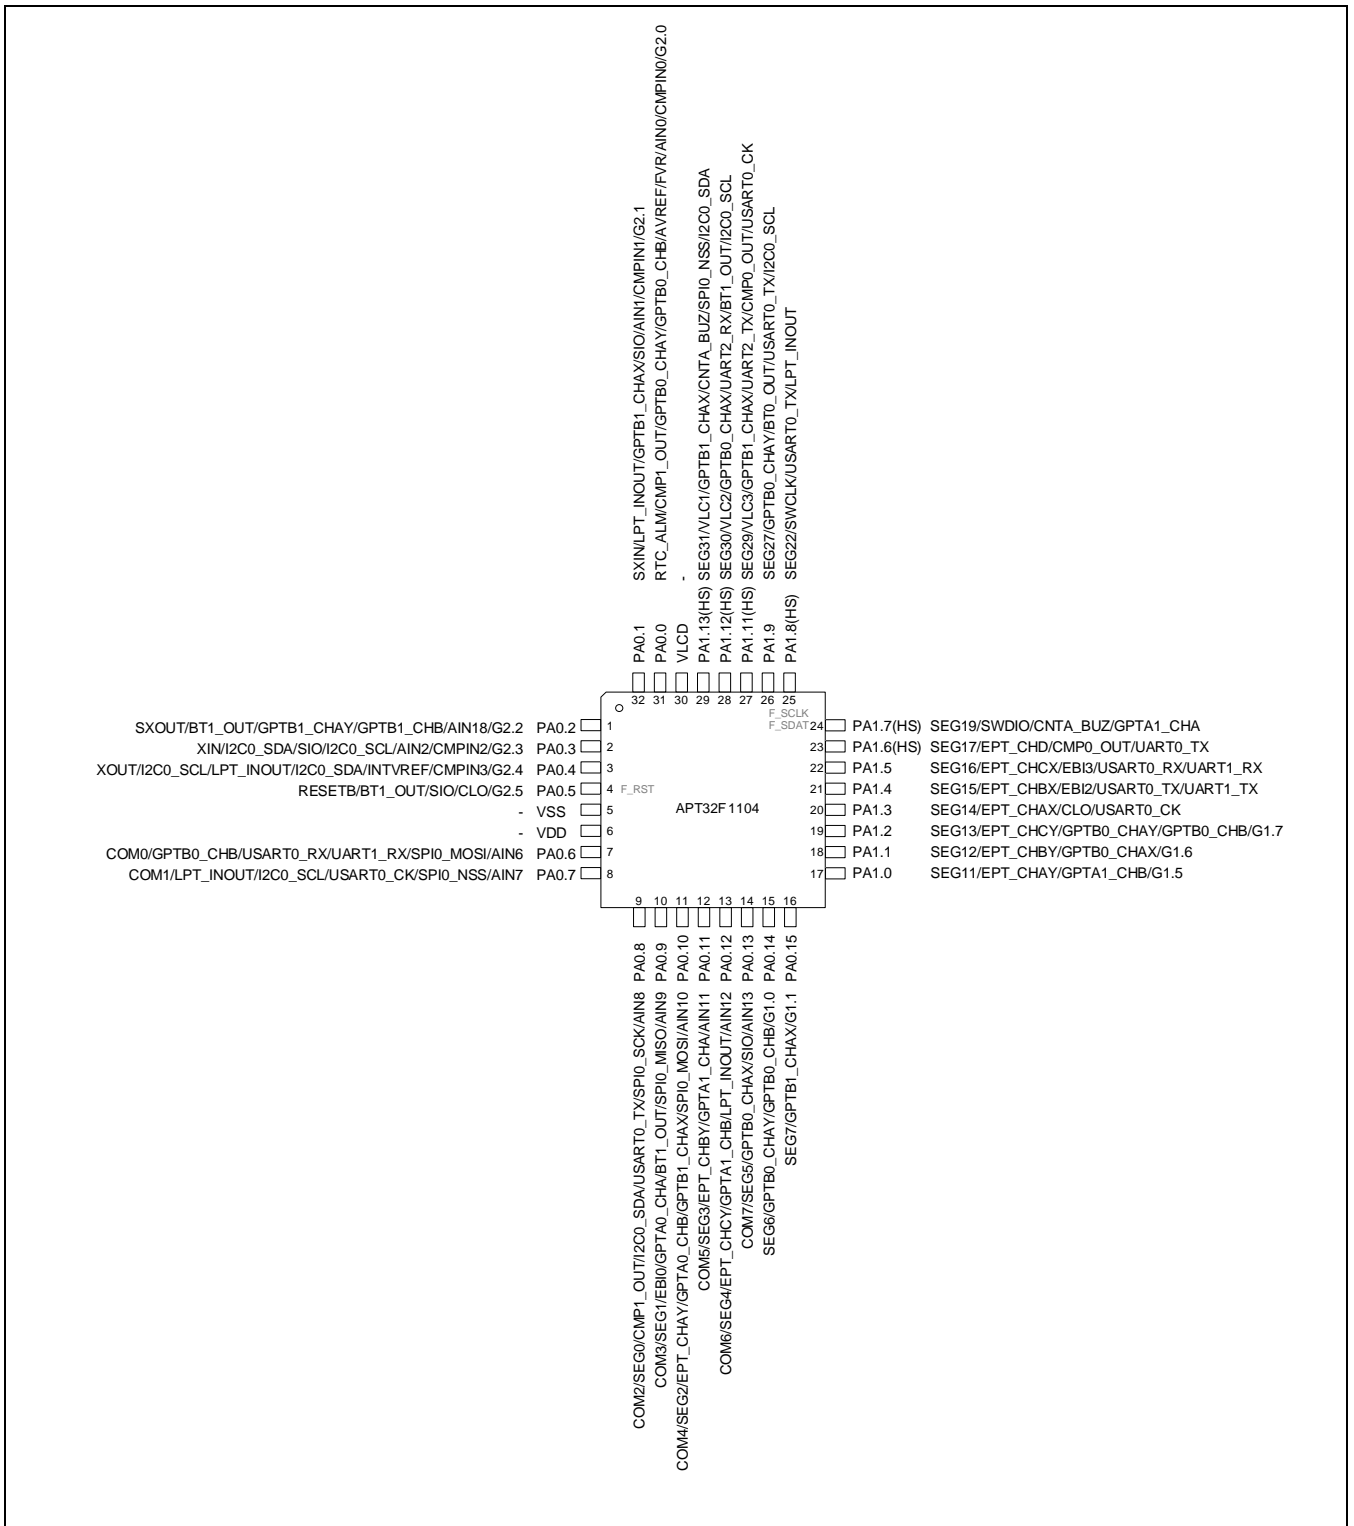 SXIN/LPT_INOUT/GPTB1_CHAX/SIO/AIN1/CMPIN1/G2.1
RTC_ALM/CMP1_OUT/GPTB0_CHAY/GPTB0_CHB/AVREF/FVR/AIN0/CMPIN0/G2.0
-
SEG31/VLC1/GPTB1_CHAX/CNTA_BUZ/SPI0_NSS/I2C0_SDA
SEG30/VLC2/GPTB0_CHAX/UART2_RX/BT1_OUT/I2C0_SCL
SEG29/VLC3/GPTB1_CHAX/UART2_TX/CMP0_OUT/USART0_CK
SEG27/GPTB0_CHAY/BT0_OUT/USART0_TX/I2C0_SCL
SEG22/SWCLK/USART0_TX/LPT_INOUT
PA0.1
PA0.0
VLCD
PA1.13(HS)
PA1.12(HS)
PA1.11(HS)
PA1.9
PA1.8(HS)
32 31 30 29 28 27 26 25
F_SCLK
F_SDAT
SXOUT/BT1_OUT/GPTB1_CHAY/GPTB1_CHB/AIN18/G2.2 PA0.2 1
XIN/I2C0_SDA/SIO/I2C0_SCL/AIN2/CMPIN2/G2.3 PA0.3 2
XOUT/I2C0_SCL/LPT_INOUT/I2C0_SDA/INTVREF/CMPIN3/G2.4 PA0.4 3
RESETB/BT1_OUT/SIO/CLO/G2.5 PA0.5 4 F_RST
- VSS 5
- VDD 6
COM0/GPTB0_CHB/USART0_RX/UART1_RX/SPI0_MOSI/AIN6 PA0.6 7
COM1/LPT_INOUT/I2C0_SCL/USART0_CK/SPI0_NSS/AIN7 PA0.7 8
APT32F1104
24 PA1.7(HS) SEG19/SWDIO/CNTA_BUZ/GPTA1_CHA
23 PA1.6(HS) SEG17/EPT_CHD/CMP0_OUT/UART0_TX
22 PA1.5 SEG16/EPT_CHCX/EBI3/USART0_RX/UART1_RX
21 PA1.4 SEG15/EPT_CHBX/EBI2/USART0_TX/UART1_TX
20 PA1.3 SEG14/EPT_CHAX/CLO/USART0_CK
19 PA1.2 SEG13/EPT_CHCY/GPTB0_CHAY/GPTB0_CHB/G1.7
18 PA1.1 SEG12/EPT_CHBY/GPTB0_CHAX/G1.6
17 PA1.0 SEG11/EPT_CHAY/GPTA1_CHB/G1.5
9 10 11 12 13 14 15 16
COM2/SEG0/CMP1_OUT/I2C0_SDA/USART0_TX/SPI0_SCK/AIN8 PA0.8
COM3/SEG1/EBI0/GPTA0_CHA/BT1_OUT/SPI0_MISO/AIN9 PA0.9
COM4/SEG2/EPT_CHAY/GPTA0_CHB/GPTB1_CHAX/SPI0_MOSI/AIN10 PA0.10
COM5/SEG3/EPT_CHBY/GPTA1_CHA/AIN11 PA0.11
COM6/SEG4/EPT_CHCY/GPTA1_CHB/LPT_INOUT/AIN12 PA0.12
COM7/SEG5/GPTB0_CHAX/SIO/AIN13 PA0.13
SEG6/GPTB0_CHAY/GPTB0_CHB/G1.0 PA0.14
SEG7/GPTB1_CHAX/G1.1 PA0.15